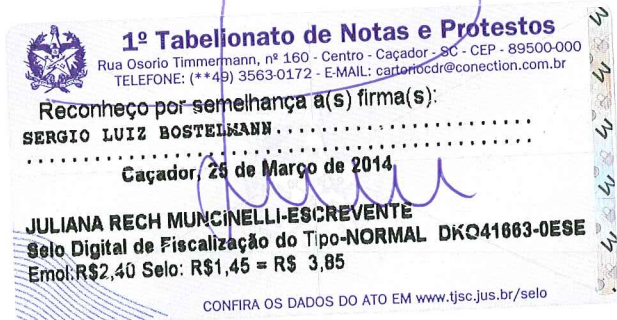 1º Tabelionato de Notas e Protestos
Rua Osorio Timmermann, nº 160 - Centro - Caçador - SC - CEP - 89500-000
TELEFONE: (**49) 3563-0172 - E-MAIL: cartoriocdr@conection.com.br
Reconheço por semelhança a(s) firma(s):
SERGIO LUIZ BOSTELMANN..........................
..................................................
Caçador, 25 de Março de 2014
JULIANA RECH MUNCINELLI-ESCREVENTE
Selo Digital de Fiscalização do Tipo-NORMAL DKQ41663-0ESE
Emol:R$2,40 Selo: R$1,45 = R$ 3,85
CONFIRA OS DADOS DO ATO EM www.tjsc.jus.br/selo